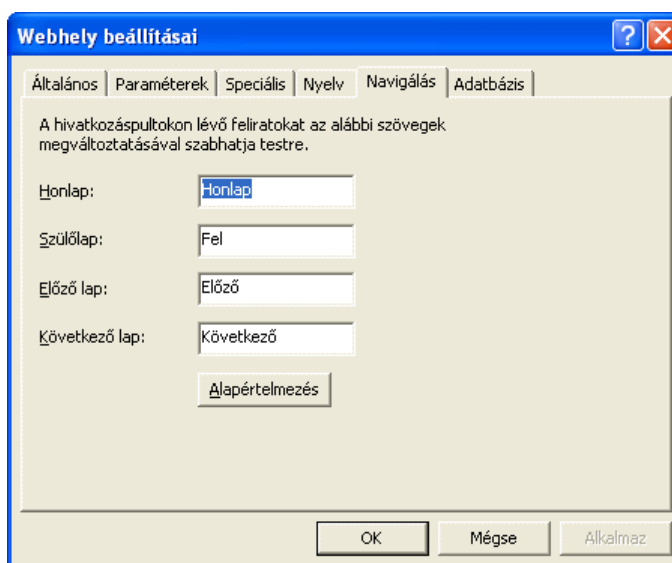 Webhely beállításai
Általános Paraméterek Speciális Nyelv Navigálás Adatbázis
A hivatkozáspultokon lévő feliratokat az alábbi szövegek
megváltoztatásával szabhatja testre.
Honlap: Honlap
Szülőlap: Fel
Előző lap: Előző
Következő lap: Következő
Alapértelmezés
OK Mégse Alkalmaz